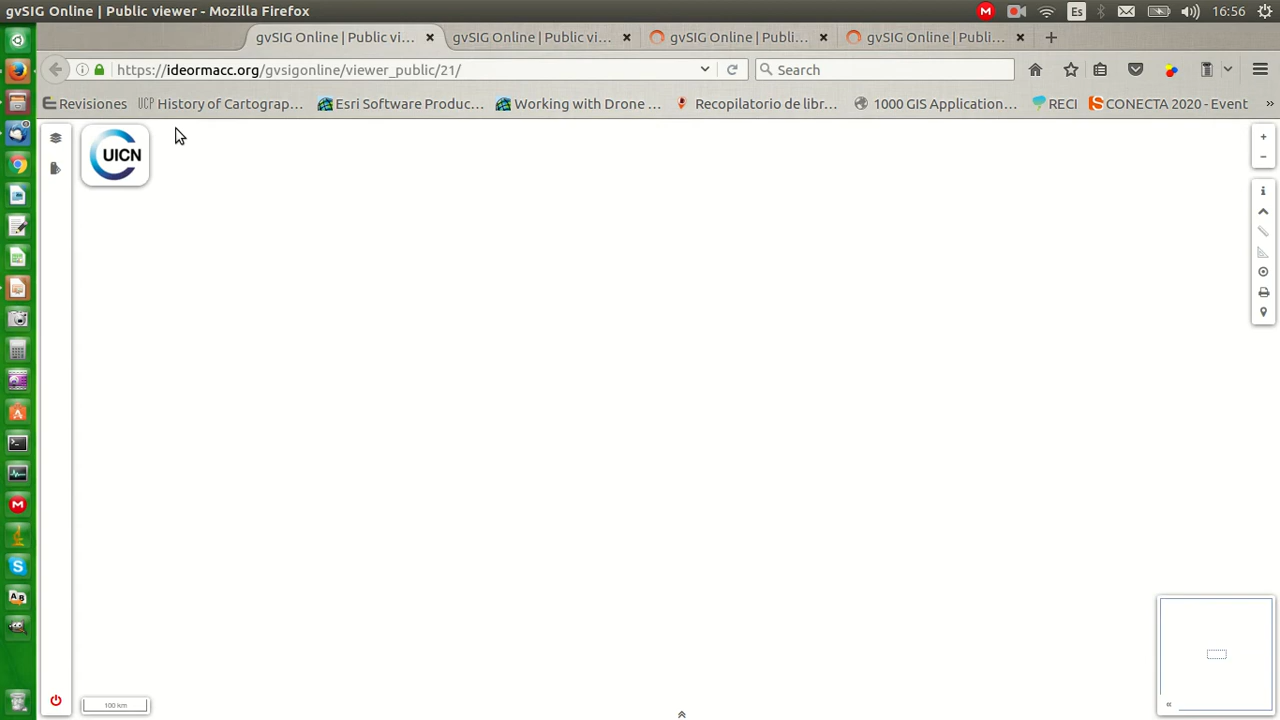 gvSIG Online | Public viewer - Mozilla Firefox
M
Es
16:56
gvSIG Online | Public vi... ×
gvSIG Online | Public vi... ×
gvSIG Online | Publi... ×
gvSIG Online | Publi... ×
https://ideormacc.org/gvsigonline/viewer_public/21/
Search
Revisiones
UCP History of Cartograp...
Esri Software Produc...
Working with Drone ...
Recopilatorio de libr...
1000 GIS Application...
RECI
CONECTA 2020 - Event
»
UICN
100 km